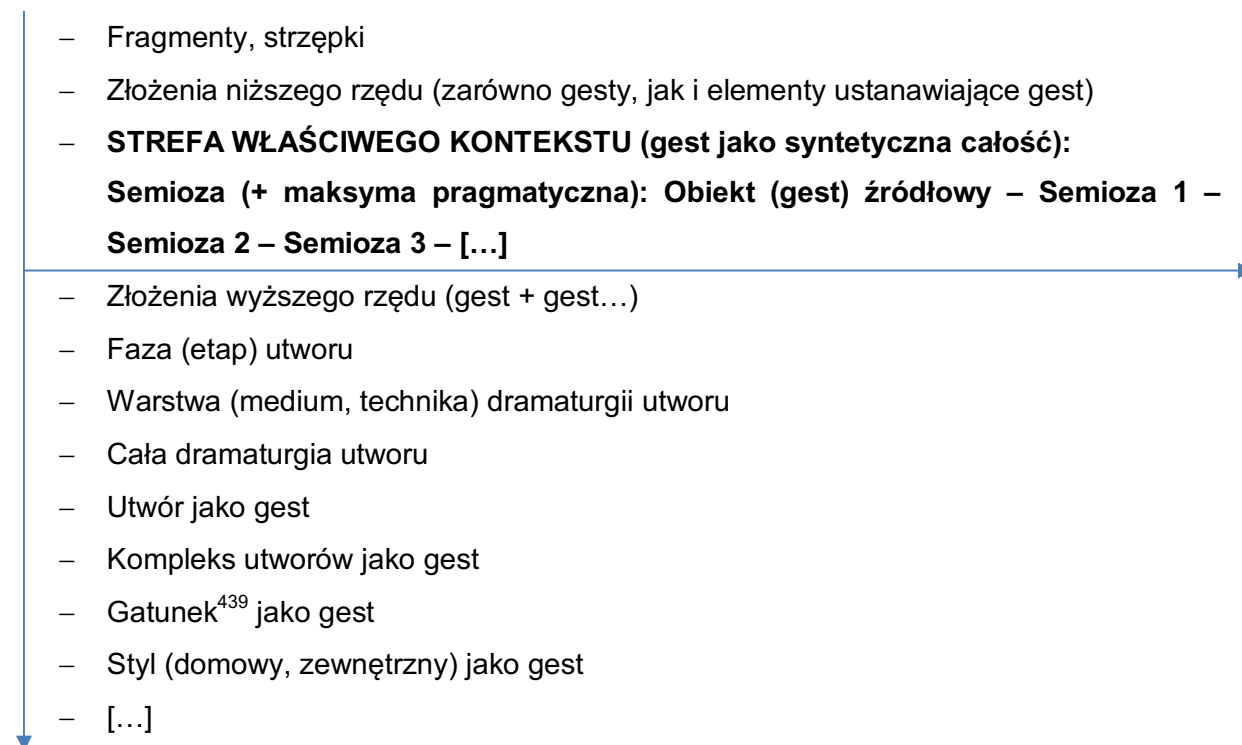 – Fragmenty, strzępki
– Złożenia niższego rzędu (zarówno gesty, jak i elementy ustanawiające gest)
– STREFA WŁAŚCIWEGO KONTEKSTU (gest jako syntetyczna całość):
Semioza (+ maksyma pragmatyczna): Obiekt (gest) źródłowy – Semioza 1 –
Semioza 2 – Semioza 3 – […]
– Złożenia wyższego rzędu (gest + gest…)
– Faza (etap) utworu
– Warstwa (medium, technika) dramaturgii utworu
– Cała dramaturgia utworu
– Utwór jako gest
– Kompleks utworów jako gest
– Gatunek439 jako gest
– Styl (domowy, zewnętrzny) jako gest
– […]